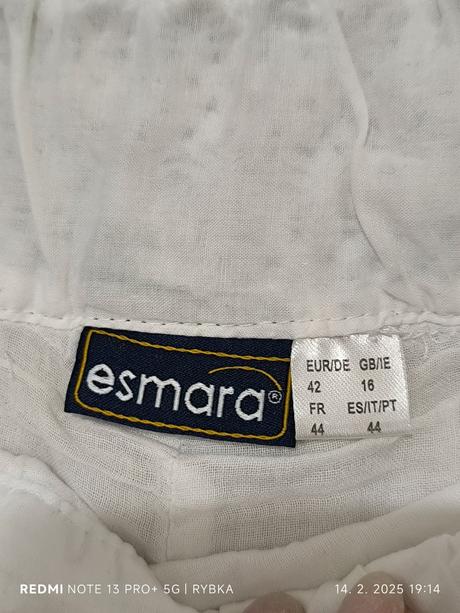 esmara®
EUR/DE GB/IE
42 16
FR ES/IT/PT
44 44
REDMI NOTE 13 PRO+ 5G | RYBKA
14. 2. 2025 19:14